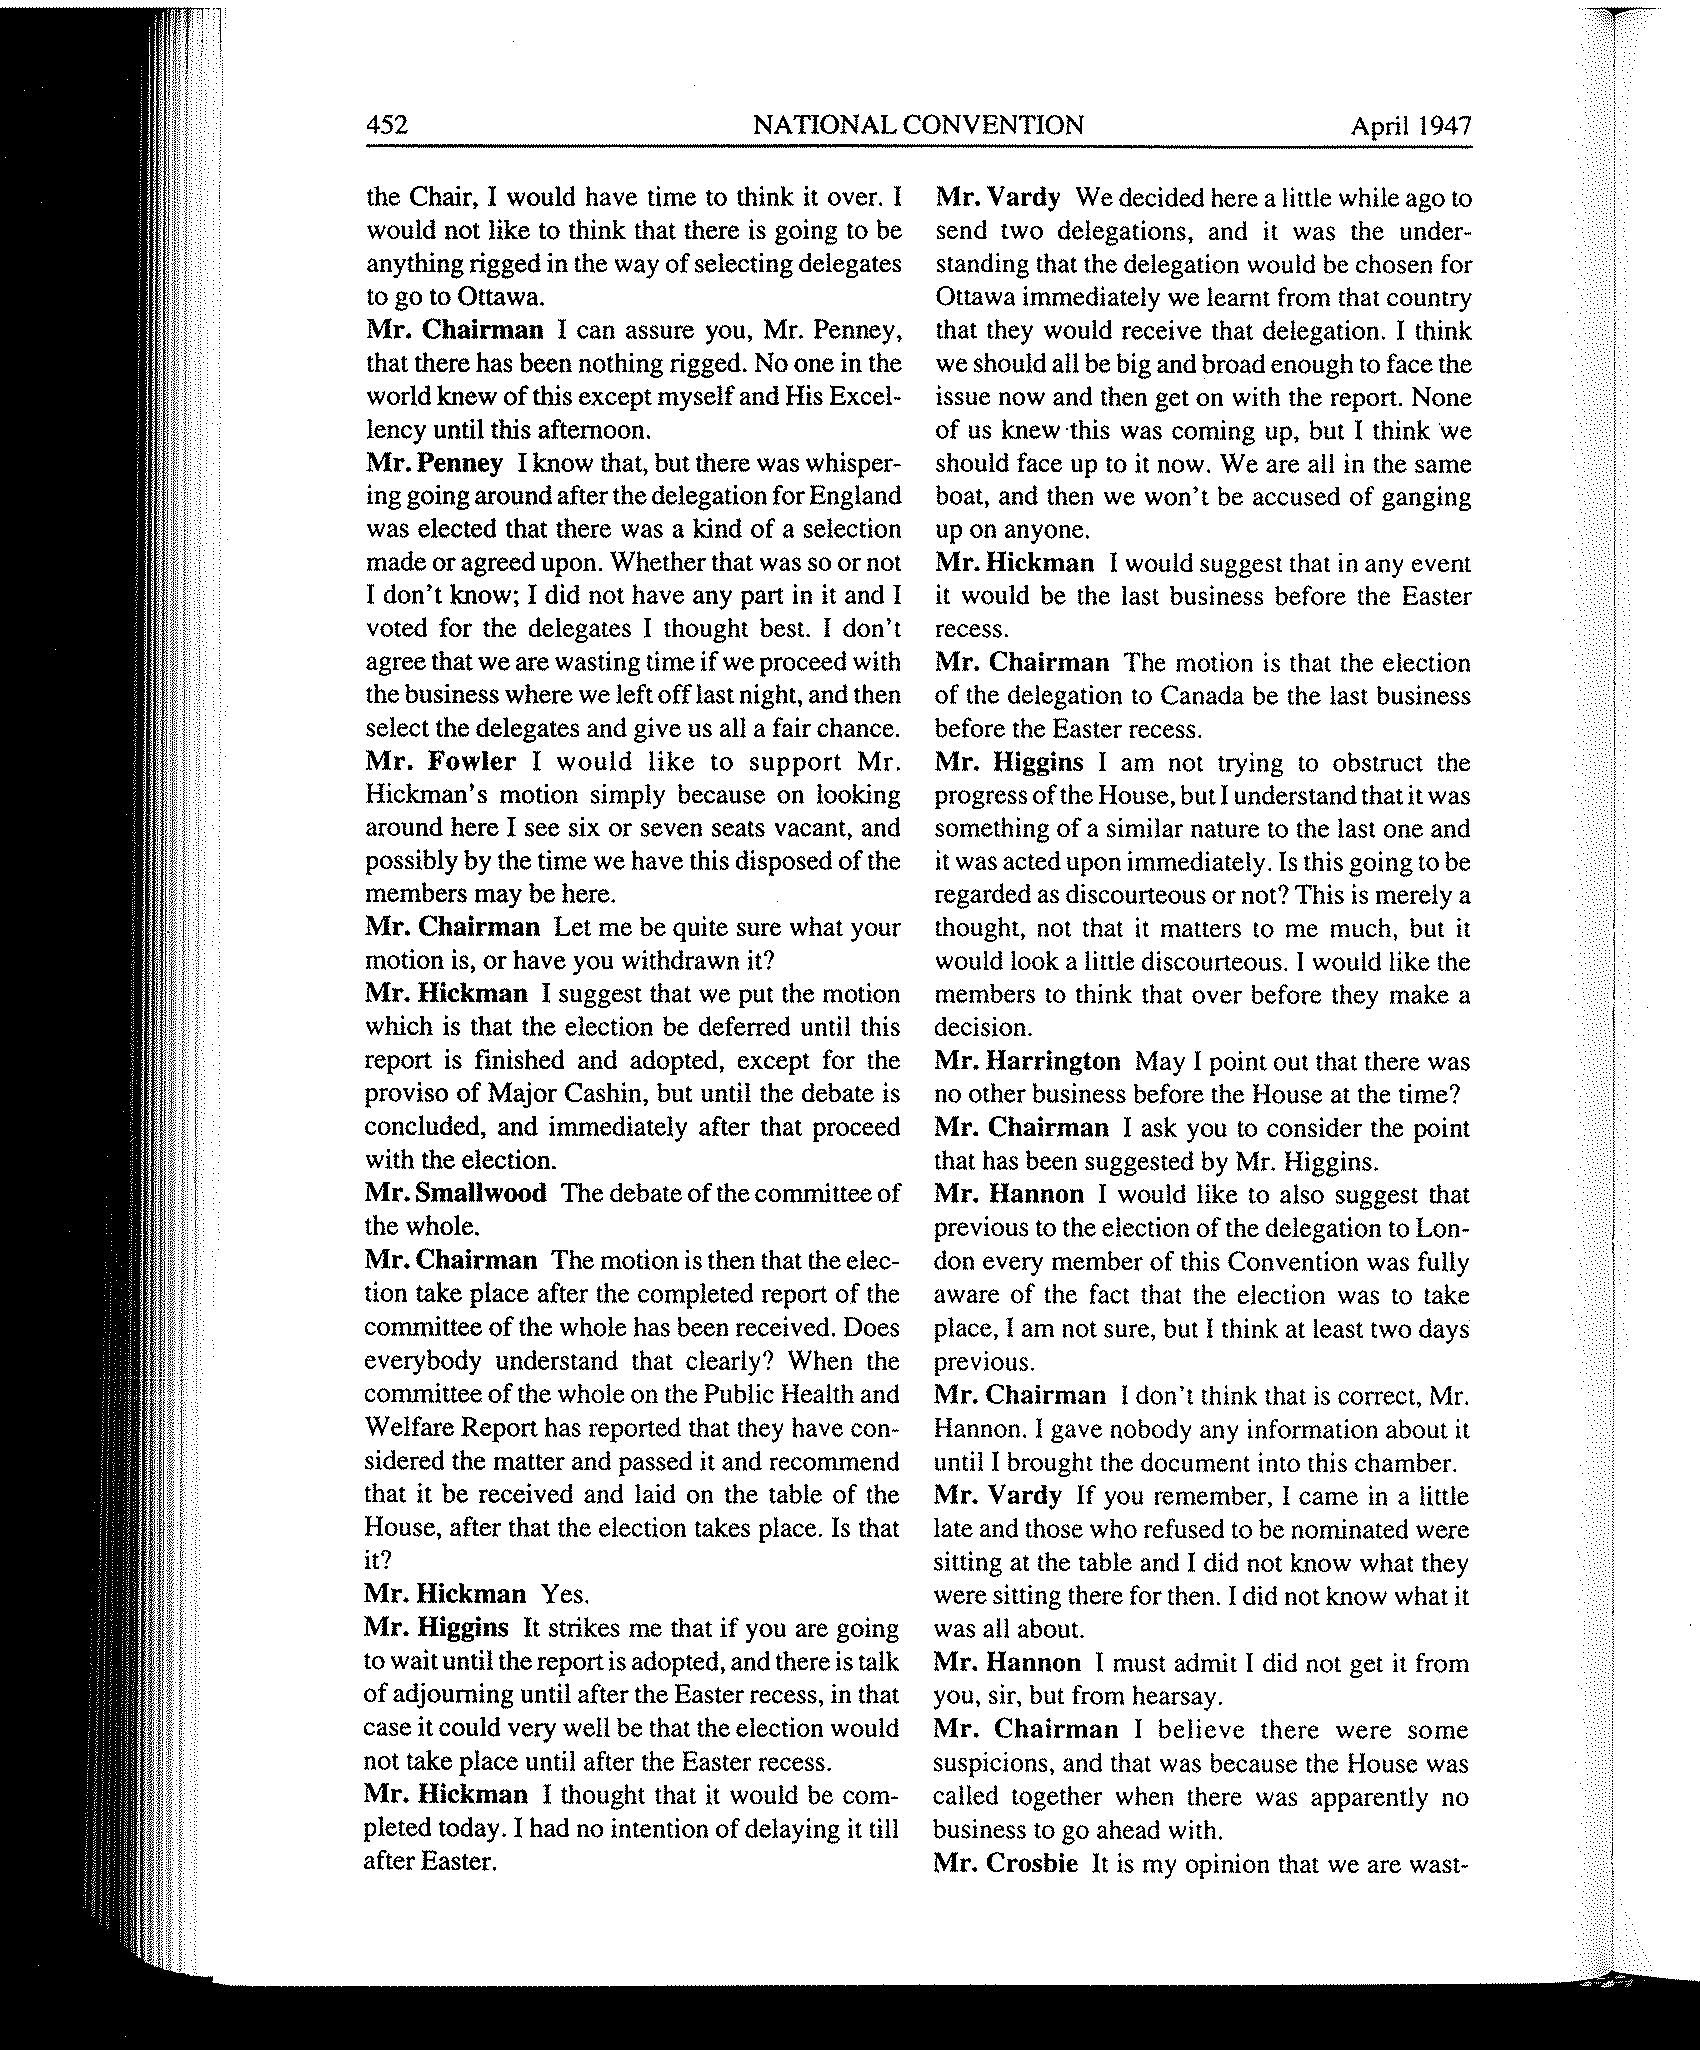 452 NATIONAL CONVENTION April 1947
the Chair, I would have time to think it over. I
would not like to think that there is going to be
anything rigged in the way of selecting delegates
to go to Ottawa.
Mr. Chairman I can assure you, Mr. Penney,
that there has been nothing rigged. No one in the
world knew of this except myself and His Excel-
lency until this afternoon.
Mr. Penney I know that, but there was whisper-
ing going around after the delegation for England
was elected that there was a kind of a selection
made or agreed upon. Whether that was so or not
I don't know; I did not have any part in it and I
voted for the delegates I thought best. I don't
agree that we are wasting time if we proceed with
the business where we left off last night, and then
select the delegates and give us all a fair chance.
Mr. Fowler I would like to support Mr.
Hickman's motion simply because on looking
around here I see six or seven seats vacant, and
possibly by the time we have this disposed of the
members may be here.
Mr. Chairman Let me be quite sure what your
motion is, or have you withdrawn it?
Mr. Hickman I suggest that we put the motion
which is that the election be deferred until this
report is finished and adopted, except for the
proviso of Major Cashin, but until the debate is
concluded, and immediately after that proceed
with the election.
Mr. Smallwood The debate of the committee of
the whole.
Mr. Chairman The motion is then that the elec-
tion take place after the completed report of the
committee of the whole has been received. Does
everybody understand that clearly? When the
committee of the whole on the Public Health and
Welfare Report has reported that they have con-
sidered the matter and passed it and recommend
that it be received and laid on the table of the
House, after that the election takes place. Is that
it?
Mr. Hickman Yes.
Mr. Higgins It strikes me that if you are going
to wait until the report is adopted, and there is talk
of adjourning until after the Easter recess, in that
case it could very well be that the election would
not take place until after the Easter recess.
Mr. Hickman I thought that it would be com-
pleted today. I had no intention of delaying it till
after Easter.
Mr. Vardy We decided here a little while ago to
send two delegations, and it was the under-
standing that the delegation would be chosen for
Ottawa immediately we learnt from that country
that they would receive that delegation. I think
we should all be big and broad enough to face the
issue now and then get on with the report. None
of us knew this was coming up, but I think we
should face up to it now. We are all in the same
boat, and then we won't be accused of ganging
up on anyone.
Mr. Hickman I would suggest that in any event
it would be the last business before the Easter
recess.
Mr. Chairman The motion is that the election
of the delegation to Canada be the last business
before the Easter recess.
Mr. Higgins I am not trying to obstruct the
progress of the House, but I understand that it was
something of a similar nature to the last one and
it was acted upon immediately. Is this going to be
regarded as discourteous or not? This is merely a
thought, not that it matters to me much, but it
would look a little discourteous. I would like the
members to think that over before they make a
decision.
Mr. Harrington May I point out that there was
no other business before the House at the time?
Mr. Chairman I ask you to consider the point
that has been suggested by Mr. Higgins.
Mr. Hannon I would like to also suggest that
previous to the election of the delegation to Lon-
don every member of this Convention was fully
aware of the fact that the election was to take
place, I am not sure, but I think at least two days
previous.
Mr. Chairman I don't think that is correct, Mr.
Hannon. I gave nobody any information about it
until I brought the document into this chamber.
Mr. Vardy If you remember, I came in a little
late and those who refused to be nominated were
sitting at the table and I did not know what they
were sitting there for then. I did not know what it
was all about.
Mr. Hannon I must admit I did not get it from
you, sir, but from hearsay.
Mr. Chairman I believe there were some
suspicions, and that was because the House was
called together when there was apparently no
business to go ahead with.
Mr. Crosbie It is my opinion that we are wast-